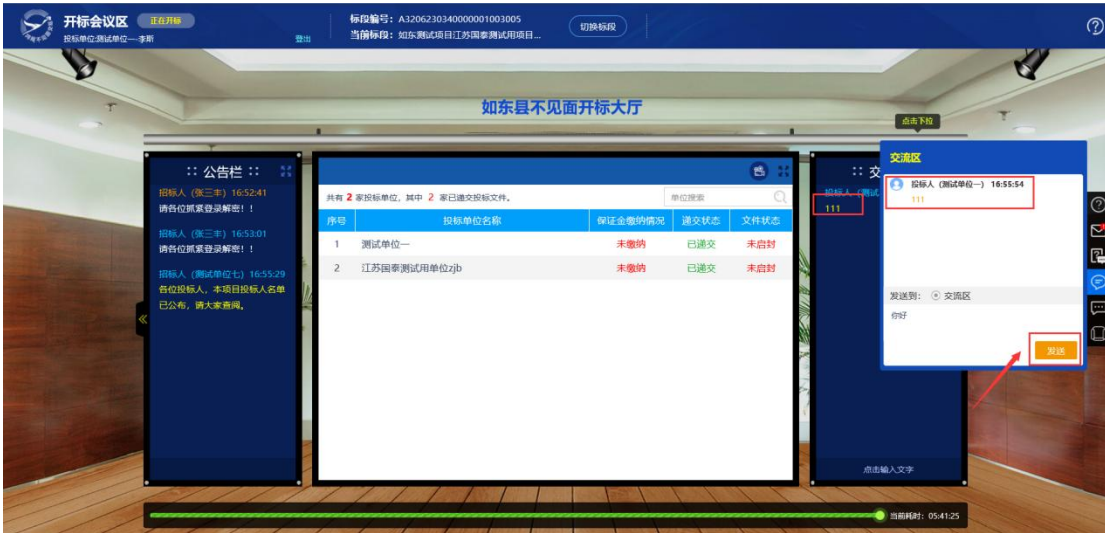 开标会议区 正在开标
投标单位:测试单位一--李斯
登出
标段编号：A3206230340000001003005
当前标段：如东测试项目江苏国泰测试用项目...
切换标段
如东县不见面开标大厅
点击下拉
:: 公告栏 ::
招标人（张三丰）16:52:41
请各位抓紧登录解密！！
招标人（张三丰）16:53:01
请各位抓紧登录解密！！
招标人（测试单位七）16:55:29
各位投标人，本项目投标人名单
已公布，请大家查阅。
共有 2 家投标单位，其中 2 家已递交投标文件。
单位搜索
序号 投标单位名称 保证金缴纳情况 递交状态 文件状态
1 测试单位一 未缴纳 已递交 未启封
2 江苏国泰测试用单位zjb 未缴纳 已递交 未启封
:: 交
投标人（测试
111
点击输入文字
交流区
投标人（测试单位一）16:55:54
111
发送到： 交流区
你好
发送
当前耗时：05:41:25